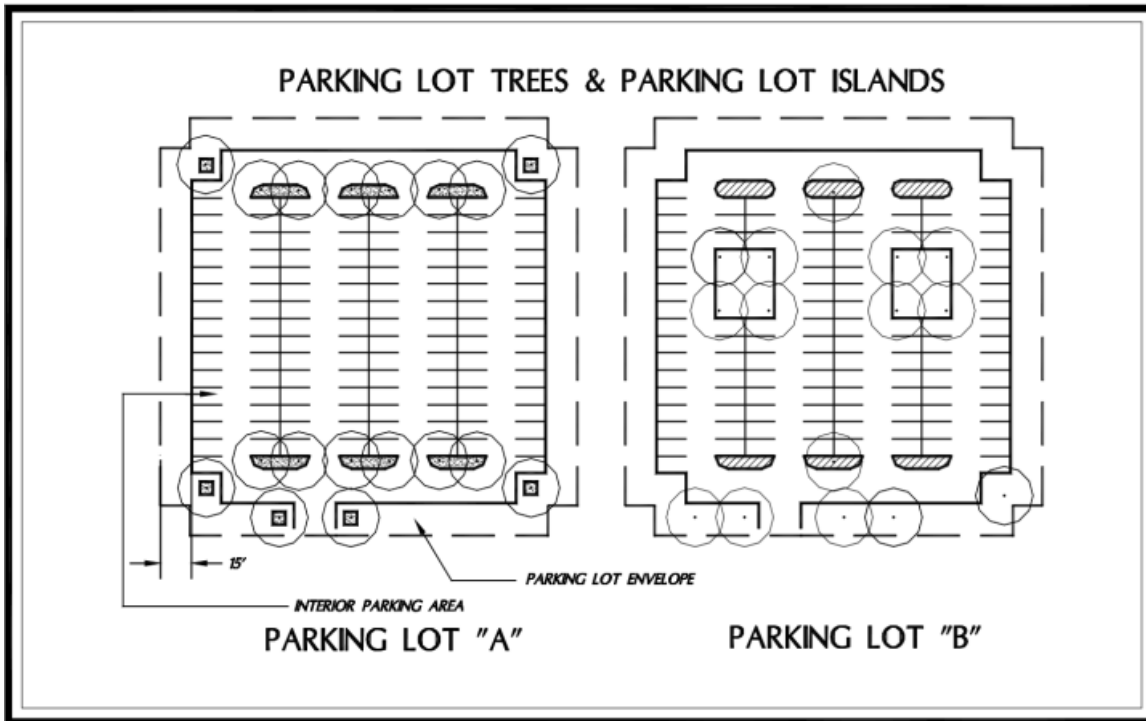 PARKING LOT TREES & PARKING LOT ISLANDS
15'
PARKING LOT ENVELOPE
INTERIOR PARKING AREA
PARKING LOT "A"
PARKING LOT "B"